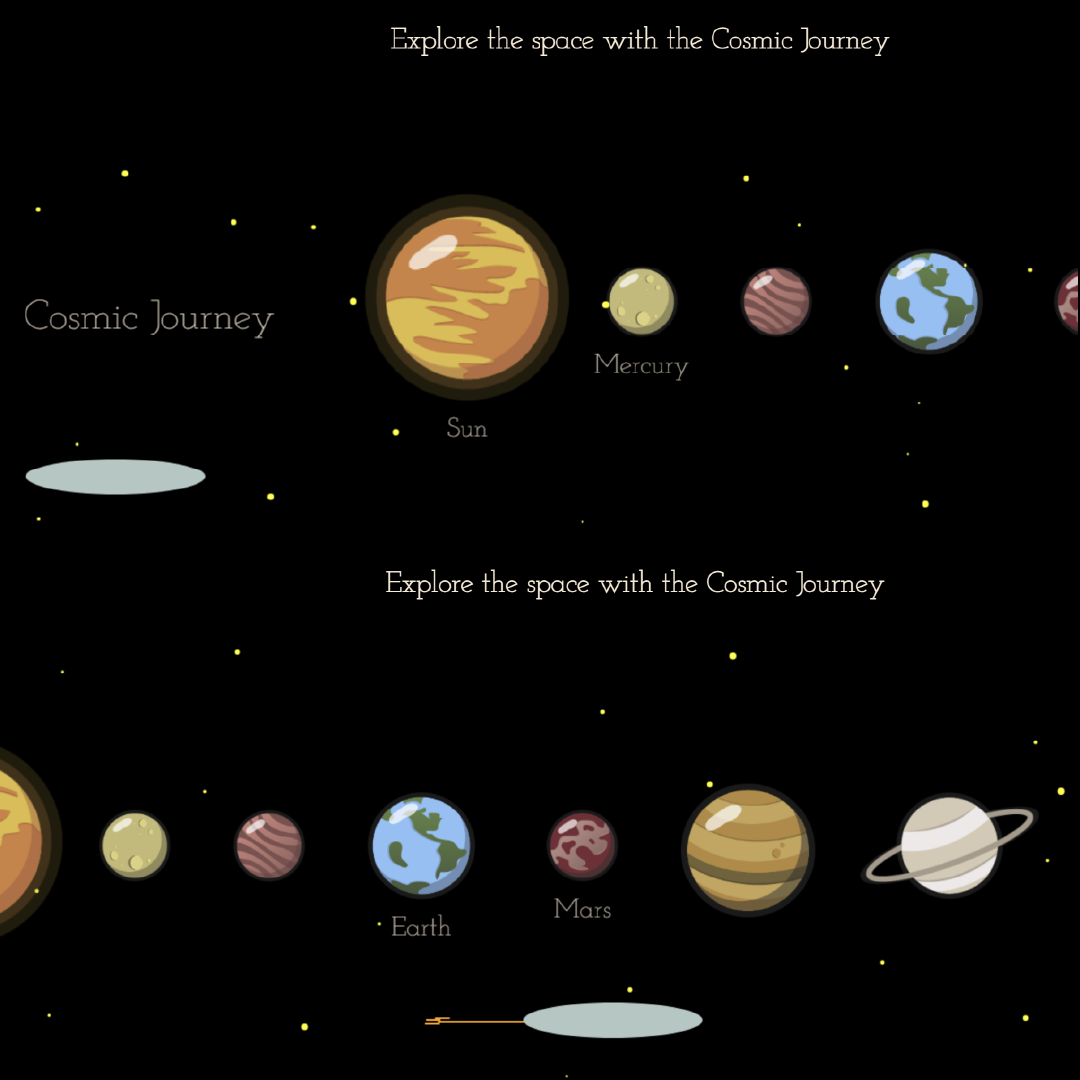 Explore the space with the Cosmic Journey
Cosmic Journey
Mercury
Sun
Explore the space with the Cosmic Journey
Mars
Earth